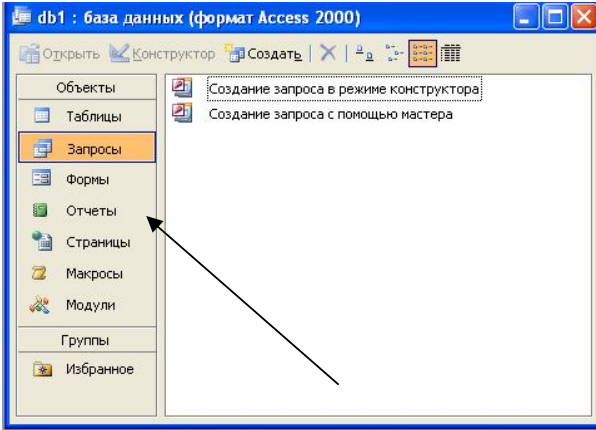 db1 : база данных (формат Access 2000)
Открыть Конструктор Создать
Объекты
Таблицы
Запросы
Формы
Отчеты
Страницы
Макросы
Модули
Группы
Избранное
Создание запроса в режиме конструктора
Создание запроса с помощью мастера